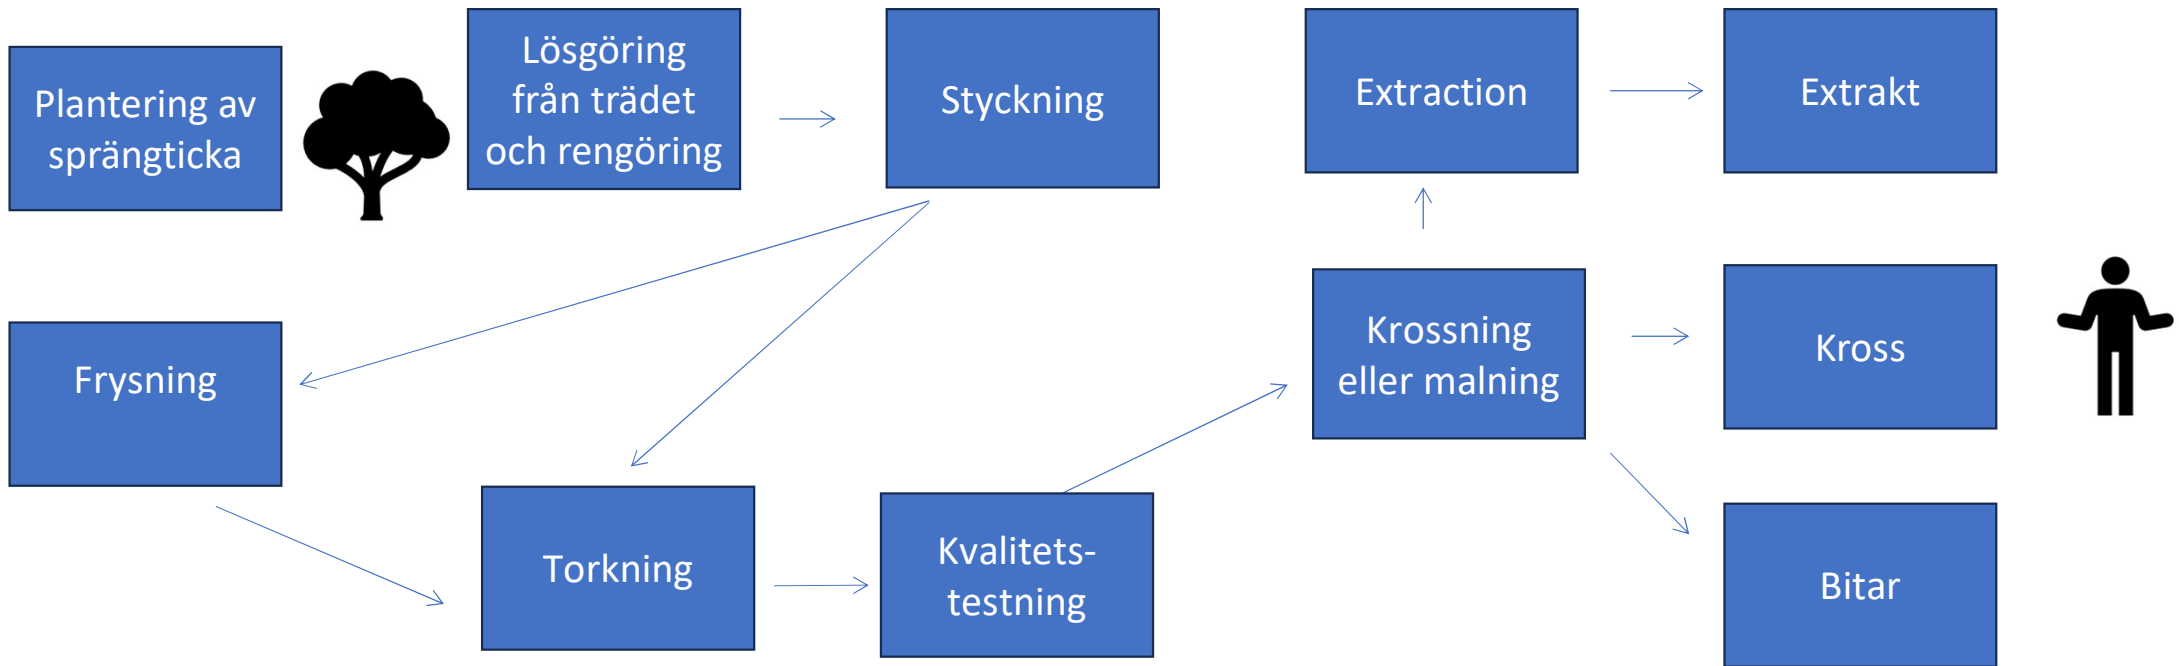 Plantering av
sprängticka
Lösgöring
från trädet
och rengöring
Styckning
Extraction
Extrakt
Frysning
Torkning
Kvalitets-
testning
Krossning
eller malning
Kross
Bitar